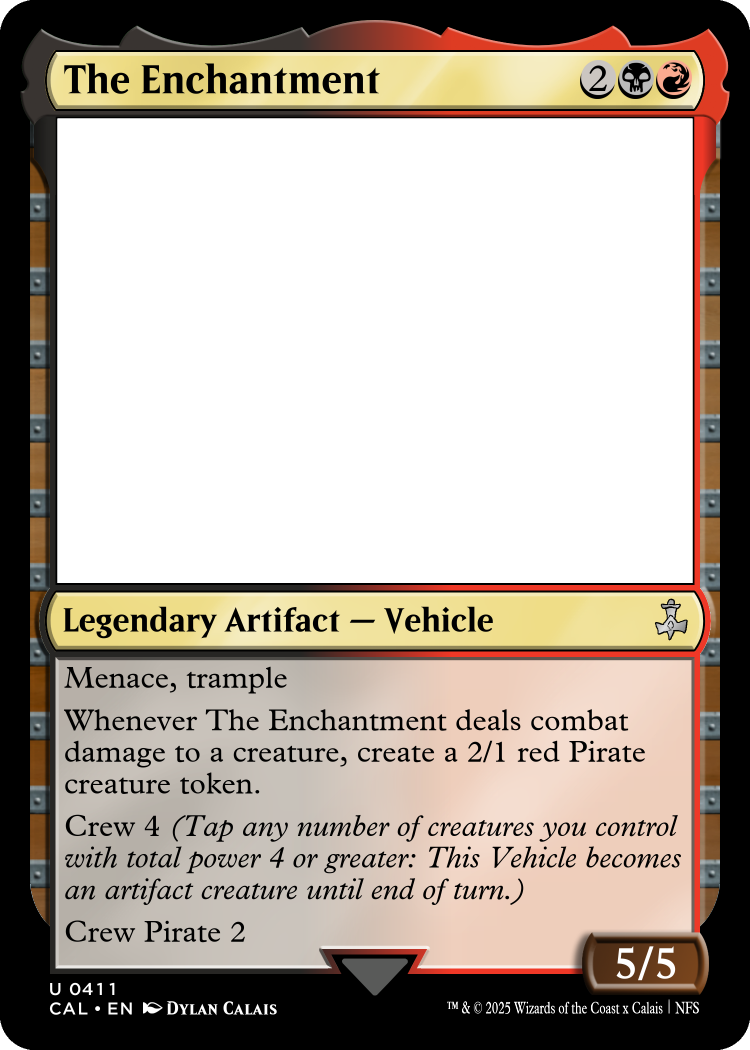 The Enchantment 2
Legendary Artifact — Vehicle
Menace, trample
Whenever The Enchantment deals combat
damage to a creature, create a 2/1 red Pirate
creature token.
Crew 4 (Tap any number of creatures you control
with total power 4 or greater: This Vehicle becomes
an artifact creature until end of turn.)
Crew Pirate 2
5/5
U 0411
CAL • EN DYLAN CALAIS
™ & © 2025 Wizards of the Coast x Calais | NFS